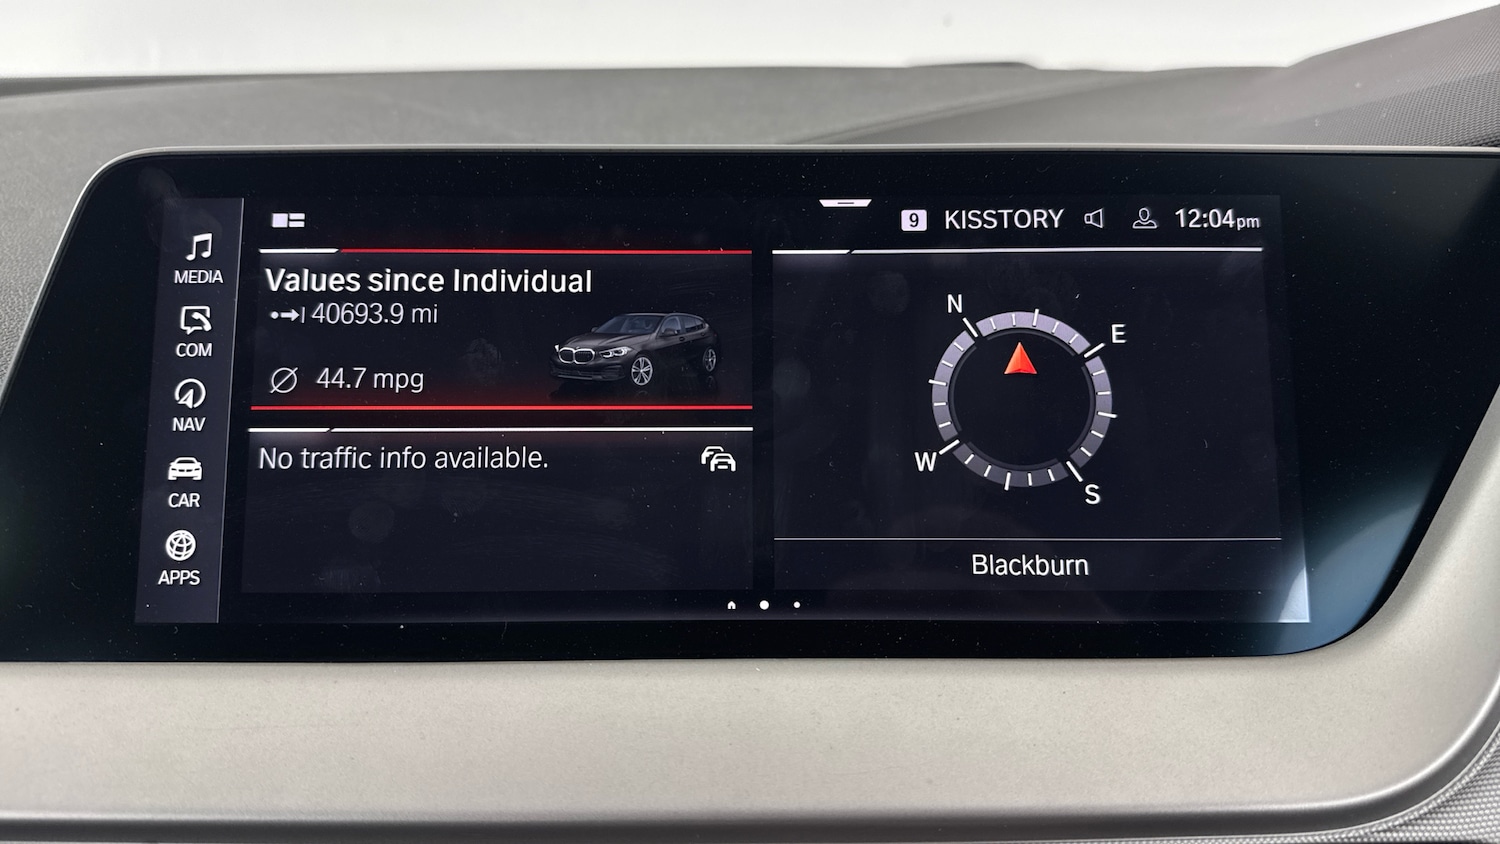 9 KISSTORY 12:04pm
MEDIA
COM
NAV
CAR
APPS
Values since Individual
40693.9 mi
44.7 mpg
No traffic info available.
N
E
W
S
Blackburn